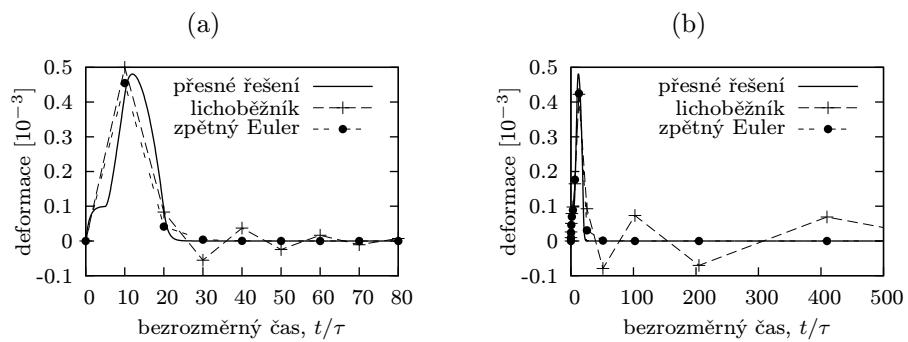 (a)
deformace [10⁻³]
0.5
0.4
0.3
0.2
0.1
0
-0.1
přesné řešení
lichoběžník
zpětný Euler
0 10 20 30 40 50 60 70 80
bezrozměrný čas, t/τ
(b)
deformace [10⁻³]
0.5
0.4
0.3
0.2
0.1
0
-0.1
přesné řešení
lichoběžník
zpětný Euler
0 100 200 300 400 500
bezrozměrný čas, t/τ